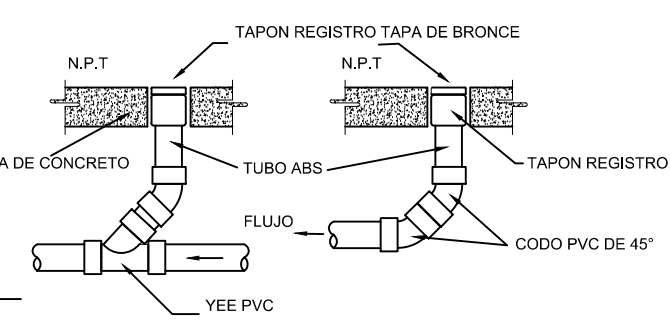 TAPON REGISTRO TAPA DE BRONCE
N.P.T
N.P.T
A DE CONCRETO
TUBO ABS
TAPON REGISTRO
FLUJO
CODO PVC DE 45°
YEE PVC